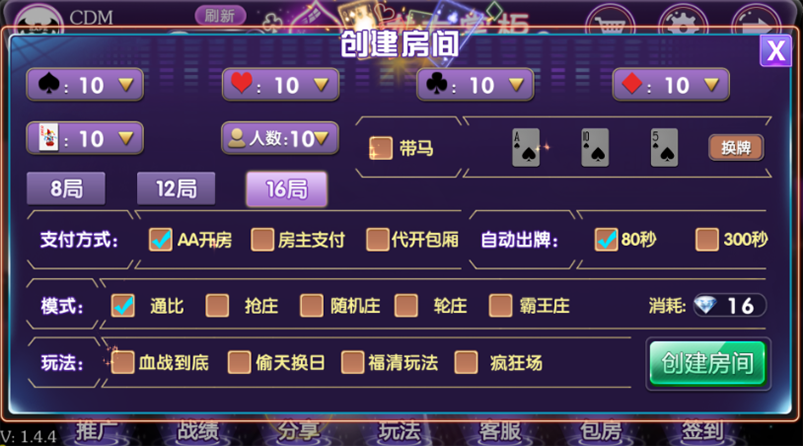 CDM 刷新
创建房间
X
: 10 : 10 : 10 : 10
: 10 人数:10 带马 A 10 5 换牌
8局 12局 16局
支付方式: AA开房 房主支付 代开包厢 自动出牌: 80秒 300秒
模式: 通比 抢庄 随机庄 轮庄 霸王庄 消耗: 16
玩法: 血战到底 偷天换日 福清玩法 疯狂场 创建房间
V: 1.4.4 推广 战绩 分享 玩法 客服 包房 签到